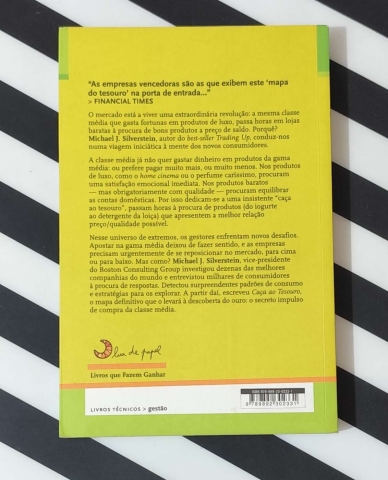 "As empresas vencedoras são as que exibem este 'mapa
do tesouro' na porta de entrada..."
> FINANCIAL TIMES
O mercado está a viver uma extraordinária revolução: a mesma classe
média que gasta fortunas em produtos de luxo, passa horas em lojas
baratas à procura de bons produtos a preço de saldo. Porquê?
Michael J. Silverstein, autor do best-seller Trading Up, conduz-nos
numa viagem iniciática à mente dos novos consumidores.
A classe média já não quer gastar dinheiro em produtos da gama
média: ou prefere pagar muito mais, ou muito menos. Nos produtos
de luxo, como o home cinema ou o perfume caríssimo, procuram
uma satisfação emocional imediata. Nos produtos baratos
— mas obrigatoriamente com qualidade — procuram equilibrar
as contas domésticas. Por isso dedicam-se a uma insistente "caça
ao tesouro", passam horas à procura de produtos (do iogurte
ao detergente da loiça) que apresentem a melhor relação
preço/qualidade possível.
Nesse universo de extremos, os gestores enfrentam novos desafios.
Apostar na gama média deixou de fazer sentido, e as empresas
precisam urgentemente de se reposicionar no mercado, para cima
ou para baixo. Mas como? Michael J. Silverstein, vice-presidente
do Boston Consulting Group investigou dezenas das melhores
companhias do mundo e entrevistou milhares de consumidores
à procura de respostas. Detectou surpreendentes padrões de consumo
e estratégias para os explorar. A partir daí, escreveu Caça ao Tesouro,
o mapa definitivo que o levará à descoberta do ouro: o secreto impulso
de compra da classe média.
lua de papel
Livros que Fazem Ganhar
LIVROS TÉCNICOS > gestão